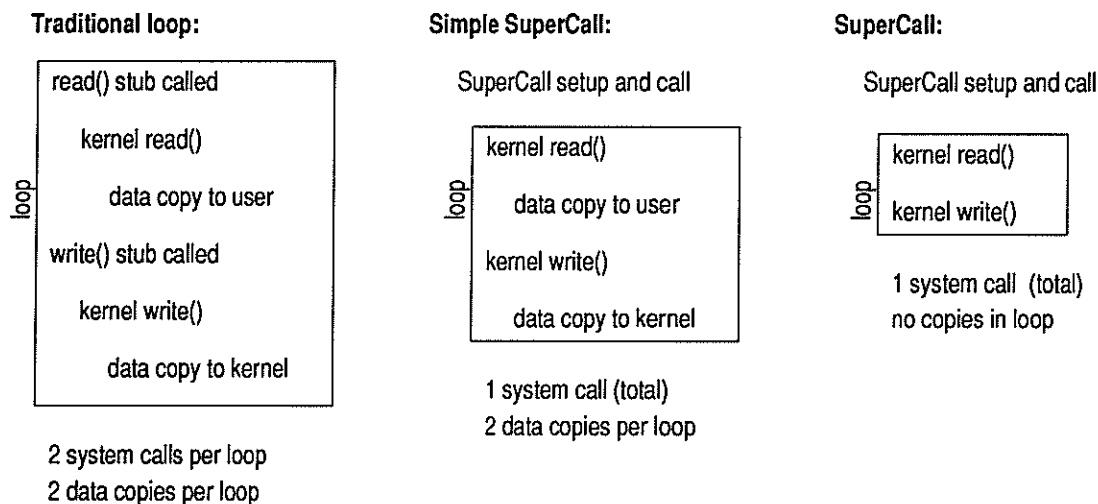 Traditional loop:
read() stub called
kernel read()
data copy to user
write() stub called
kernel write()
data copy to kernel
loop
2 system calls per loop
2 data copies per loop
Simple SuperCall:
SuperCall setup and call
kernel read()
data copy to user
kernel write()
data copy to kernel
loop
1 system call (total)
2 data copies per loop
SuperCall:
SuperCall setup and call
kernel read()
kernel write()
loop
1 system call (total)
no copies in loop